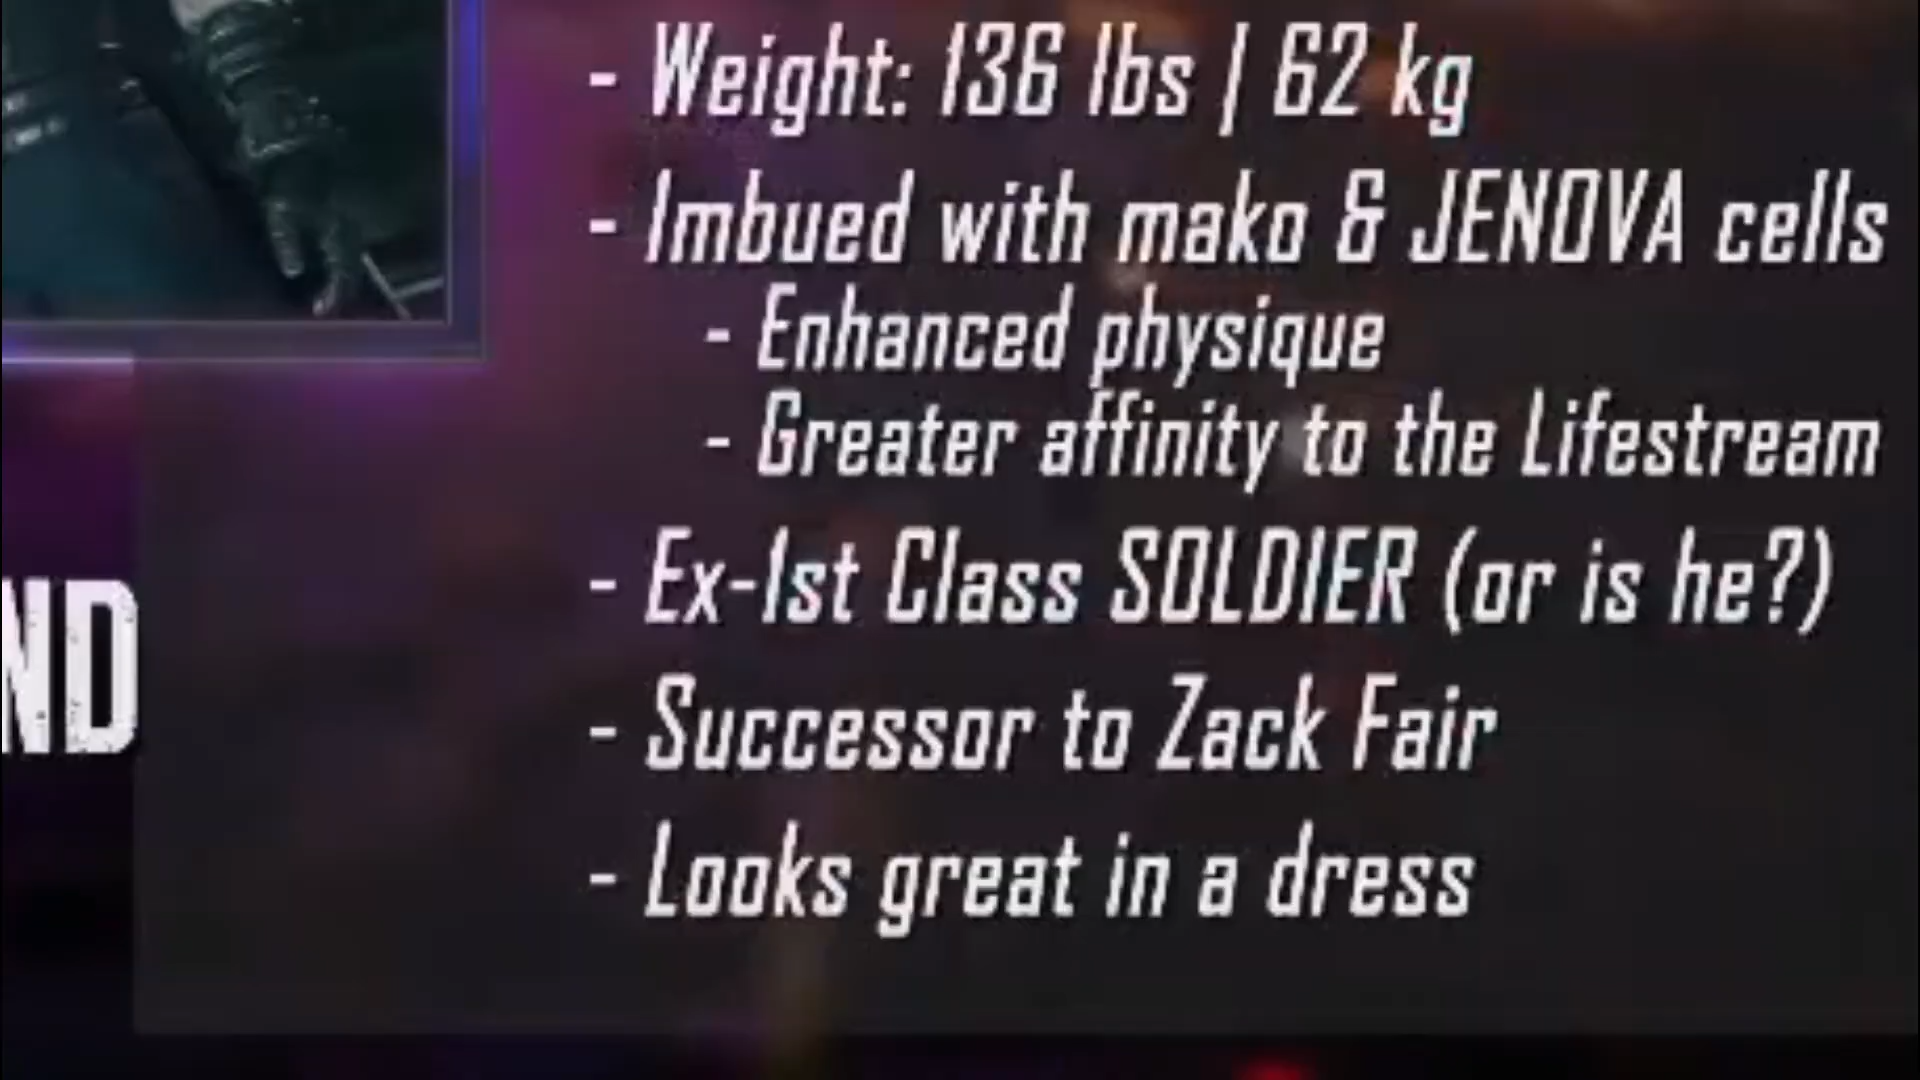 - Weight: 136 lbs | 62 kg
- Imbued with mako & JENOVA cells
- Enhanced physique
- Greater affinity to the Lifestream
- Ex-1st Class SOLDIER (or is he?)
ND
- Successor to Zack Fair
- Looks great in a dress